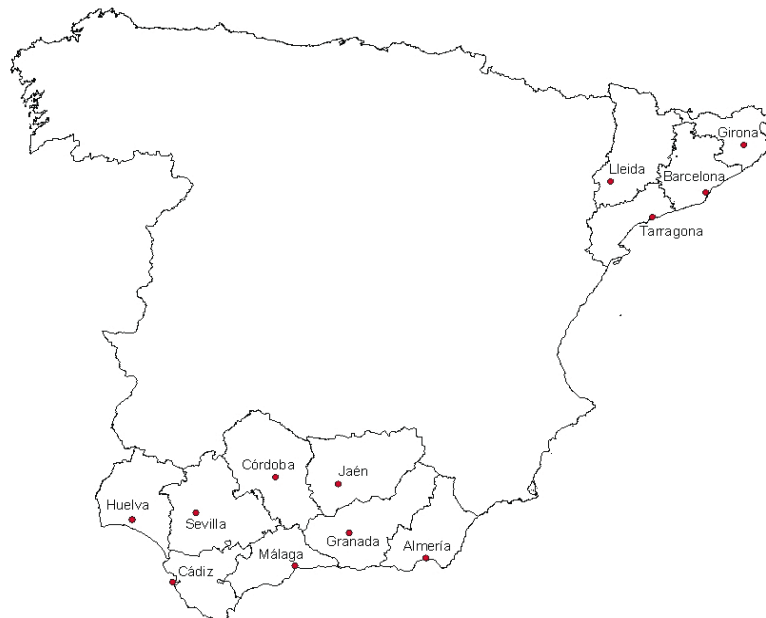 Girona
Lleida
Barcelona
Tarragona
Córdoba
Jaén
Huelva
Sevilla
Granada
Almería
Málaga
Cádiz